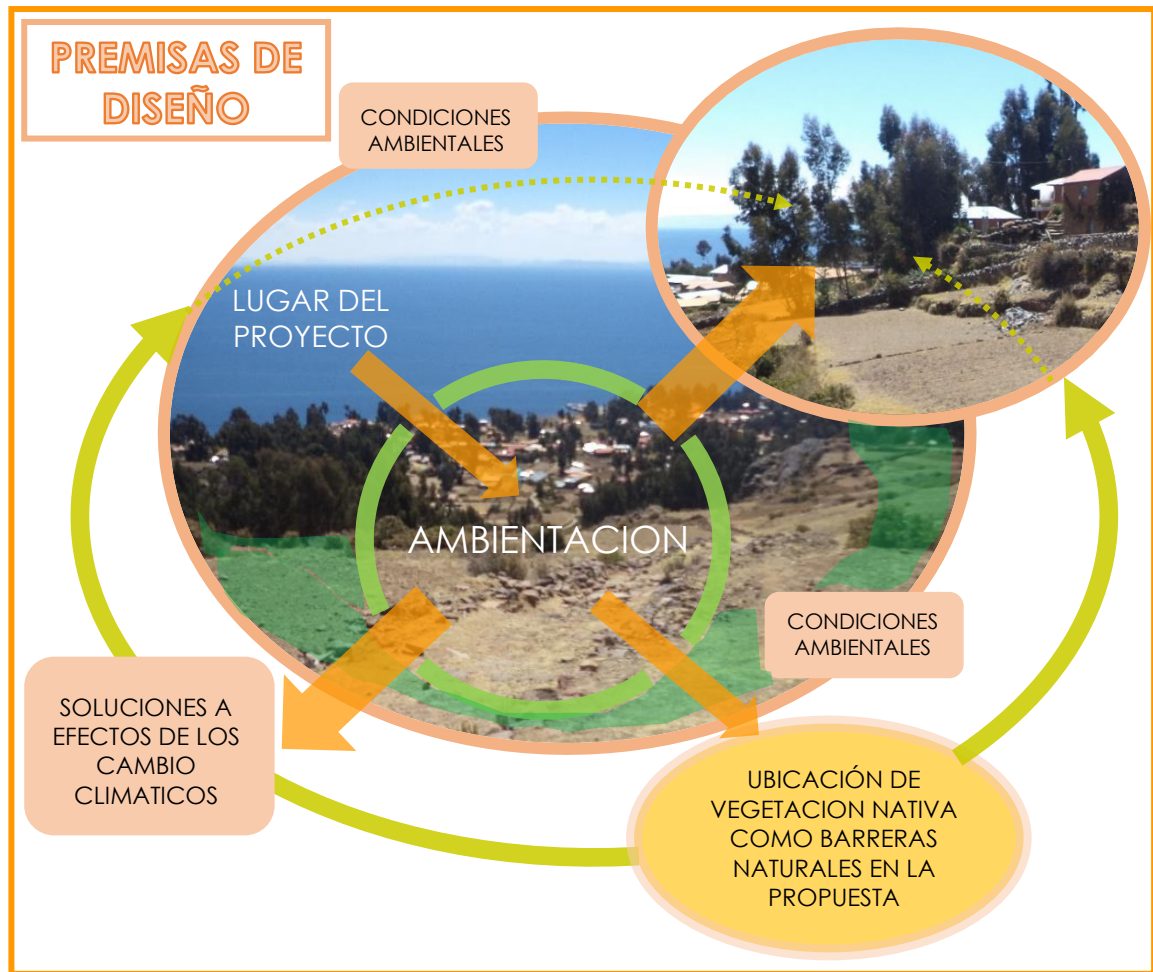 PREMISAS DE
DISEÑO
CONDICIONES
AMBIENTALES
LUGAR DEL
PROYECTO
AMBIENTACION
CONDICIONES
AMBIENTALES
SOLUCIONES A
EFECTOS DE LOS
CAMBIO
CLIMATICOS
UBICACIÓN DE
VEGETACION NATIVA
COMO BARRERAS
NATURALES EN LA
PROPUESTA